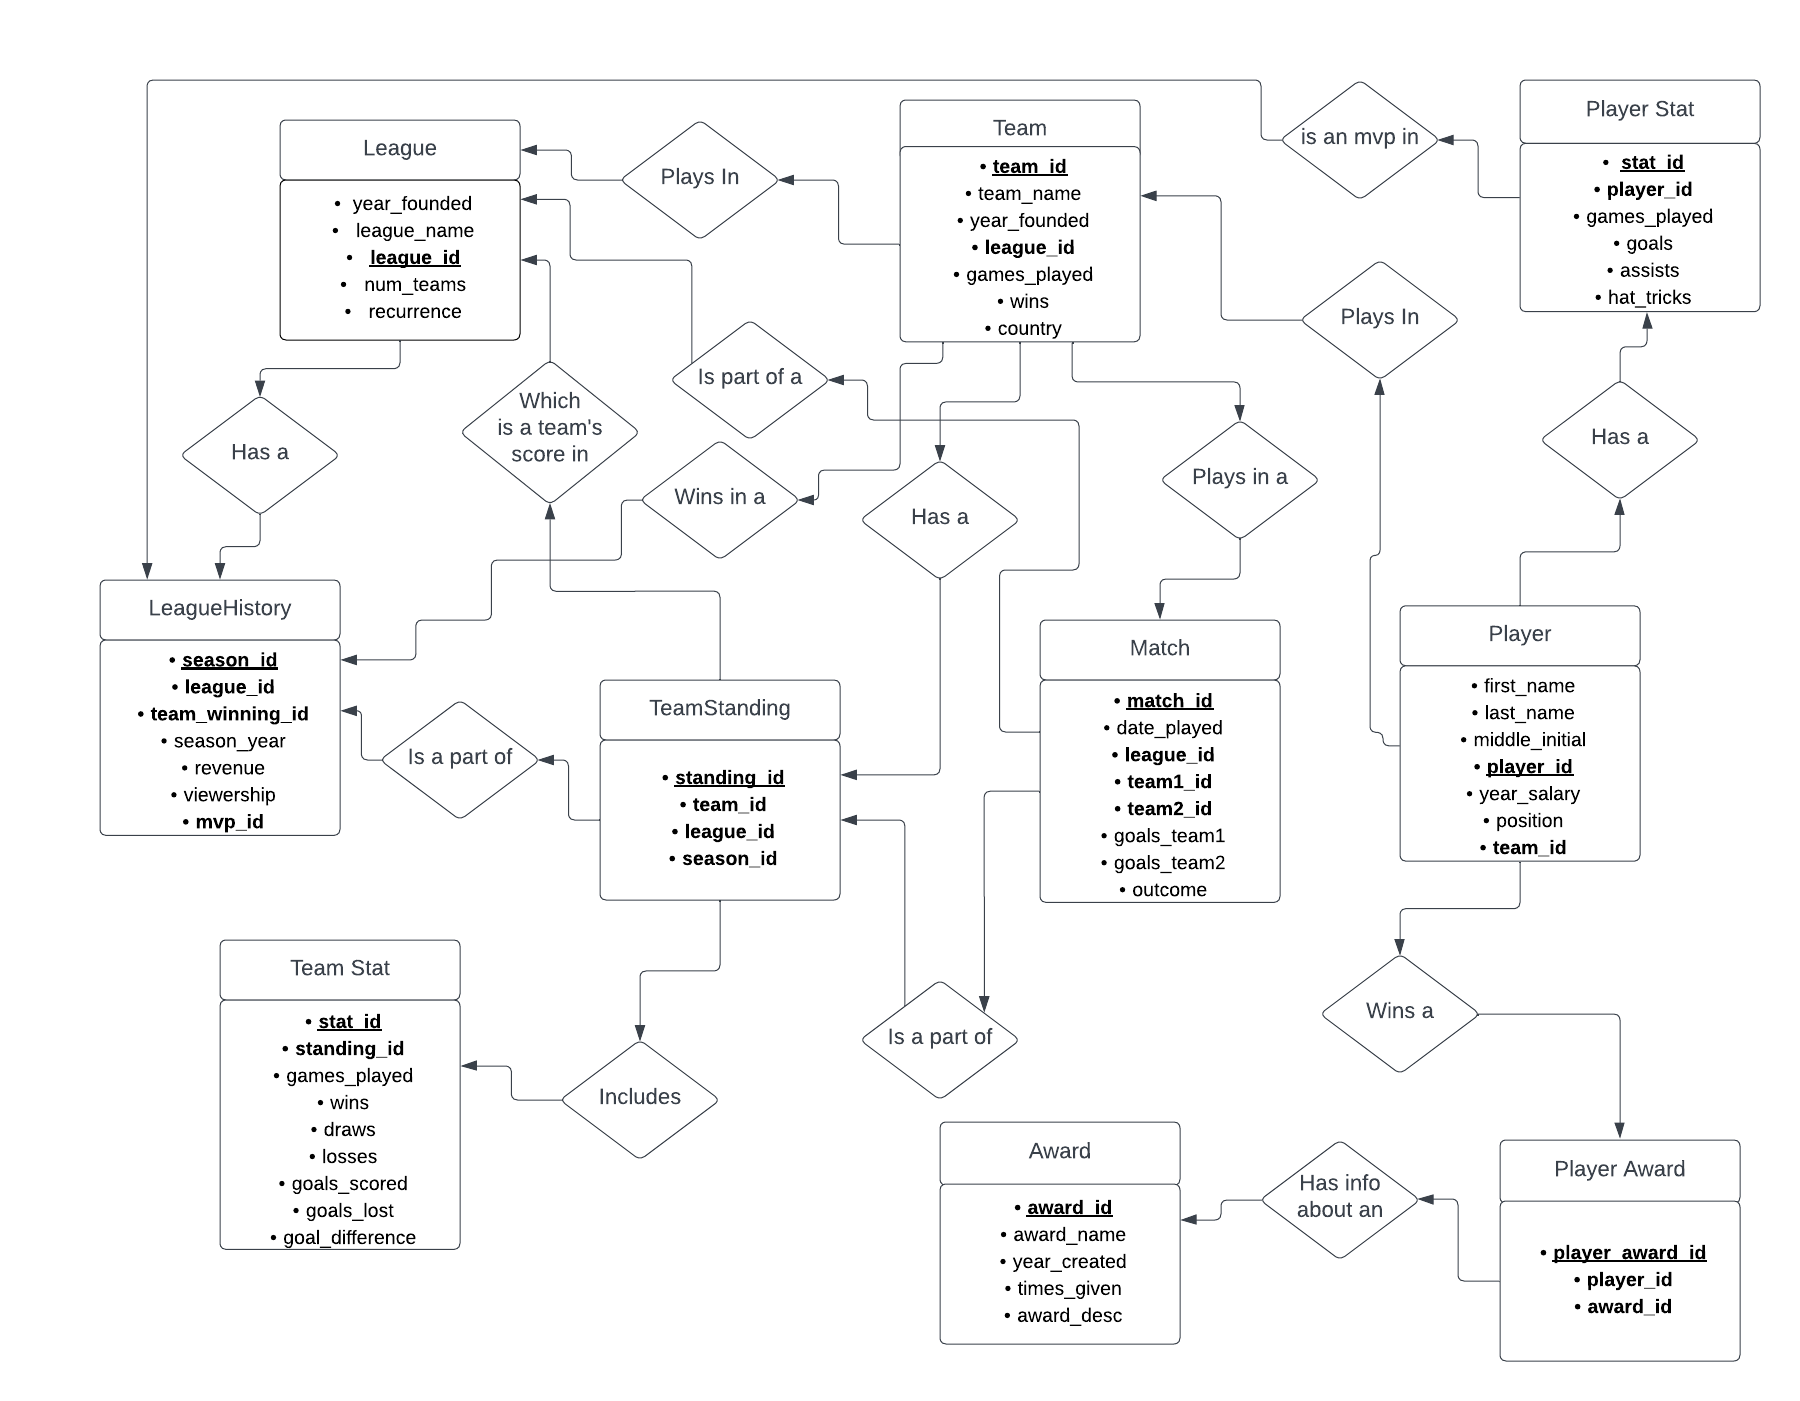 League
• year_founded
• league_name
• league_id
• num_teams
• recurrence
Plays In
Team
• team_id
• team_name
• year_founded
• league_id
• games_played
• wins
• country
is an mvp in
Player Stat
• stat_id
• player_id
• games_played
• goals
• assists
• hat_tricks
Plays In
Has a
Which
is a team's
score in
Is part of a
Wins in a
Has a
Plays in a
Has a
LeagueHistory
• season_id
• league_id
• team_winning_id
• season_year
• revenue
• viewership
• mvp_id
Is a part of
TeamStanding
• standing_id
• team_id
• league_id
• season_id
Match
• match_id
• date_played
• league_id
• team1_id
• team2_id
• goals_team1
• goals_team2
• outcome
Player
• first_name
• last_name
• middle_initial
• player_id
• year_salary
• position
• team_id
Team Stat
• stat_id
• standing_id
• games_played
• wins
• draws
• losses
• goals_scored
• goals_lost
• goal_difference
Includes
Is a part of
Wins a
Award
• award_id
• award_name
• year_created
• times_given
• award_desc
Has info
about an
Player Award
• player_award_id
• player_id
• award_id